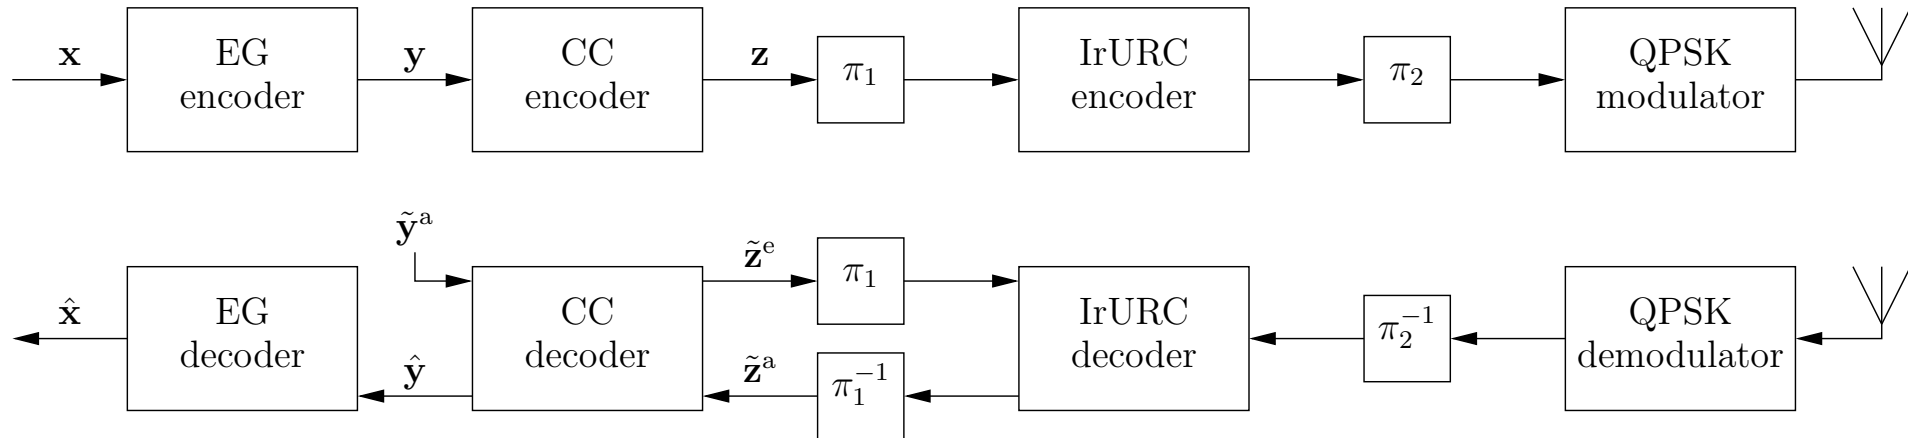 x
EG
encoder
y
CC
encoder
z
π₁
IrURC
encoder
π₂
QPSK
modulator
ỹᵃ
x̂
EG
decoder
ŷ
CC
decoder
z̃ᵉ
π₁
z̃ᵃ
π₁⁻¹
IrURC
decoder
π₂⁻¹
QPSK
demodulator